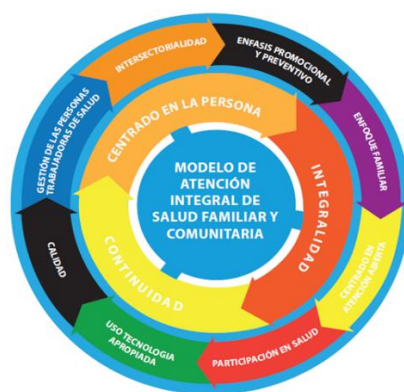 MODELO DE
ATENCIÓN
INTEGRAL DE
SALUD FAMILIAR Y
COMUNITARIA
CENTRADO EN LA PERSONA
INTEGRALIDAD
CONTINUIDAD
INTERSECTORIALIDAD
ENFASIS PROMOCIONAL
Y PREVENTIVO
ENFOQUE FAMILIAR
CENTRADO EN
ATENCIÓN ABIERTA
PARTICIPACIÓN EN SALUD
USO TECNOLOGIA
APROPIADA
CALIDAD
GESTIÓN DE LAS PERSONAS
TRABAJADORAS DE SALUD